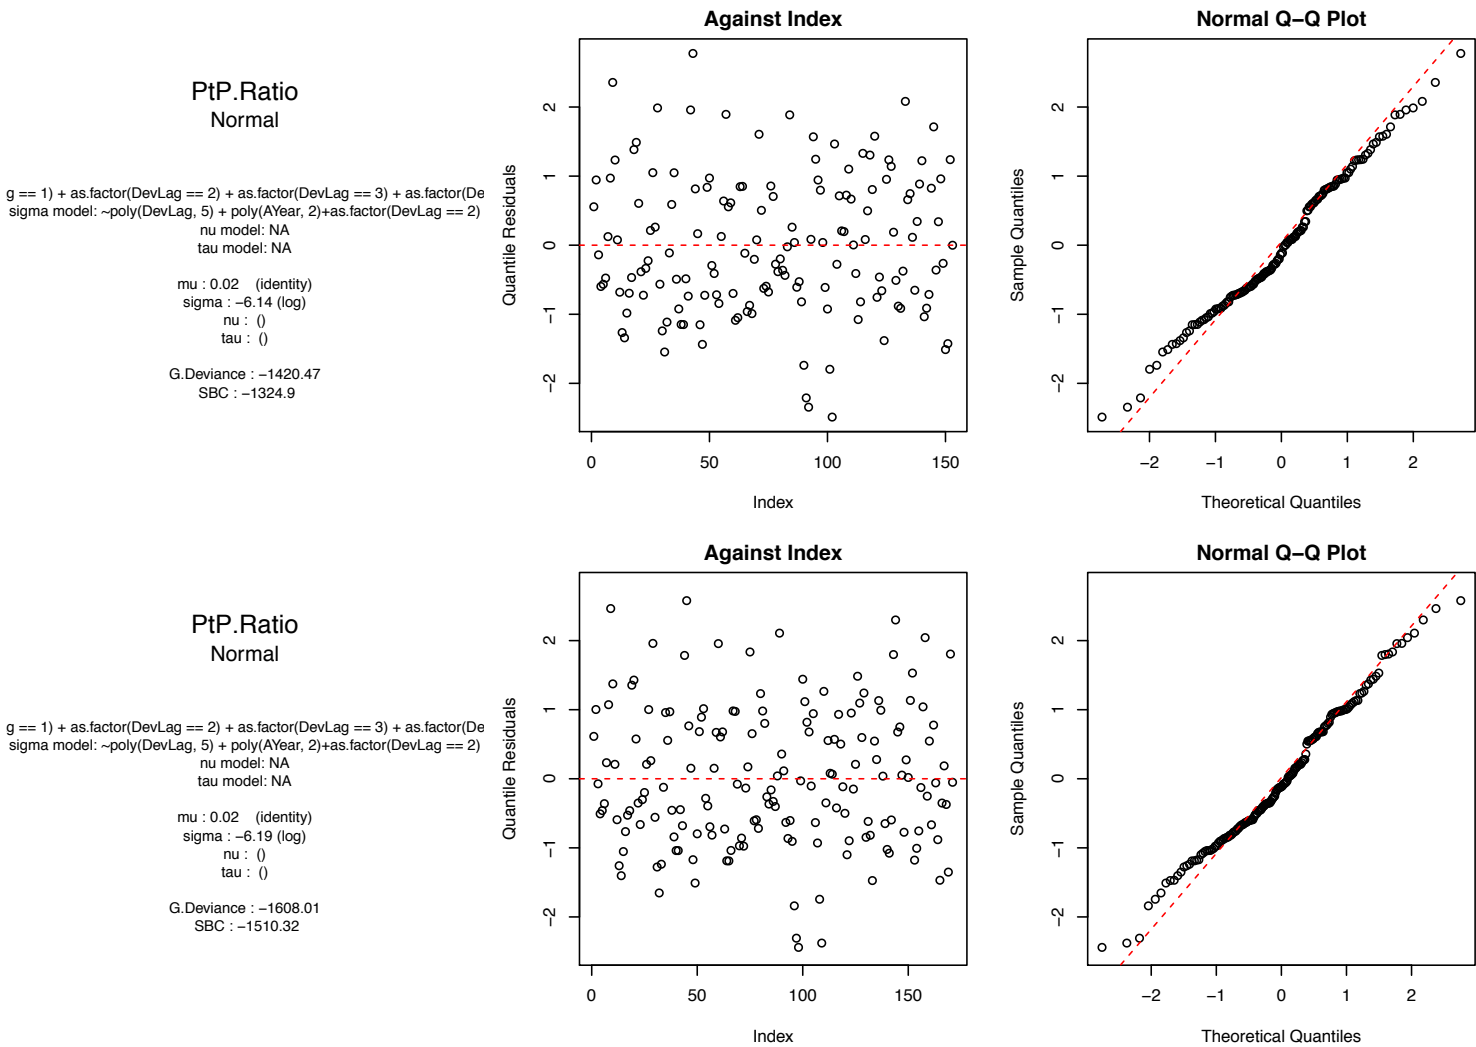 PtP.Ratio
Normal
g == 1) + as.factor(DevLag == 2) + as.factor(DevLag == 3) + as.factor(De
sigma model: ~poly(DevLag, 5) + poly(AYear, 2)+as.factor(DevLag == 2)
nu model: NA
tau model: NA
mu : 0.02 (identity)
sigma : −6.14 (log)
nu : ()
tau : ()
G.Deviance : −1420.47
SBC : −1324.9
Against Index
Quantile Residuals
2
1
0
−1
−2
0 50 100 150
Index
Normal Q−Q Plot
Sample Quantiles
2
1
0
−1
−2
−2 −1 0 1 2
Theoretical Quantiles
PtP.Ratio
Normal
g == 1) + as.factor(DevLag == 2) + as.factor(DevLag == 3) + as.factor(De
sigma model: ~poly(DevLag, 5) + poly(AYear, 2)+as.factor(DevLag == 2)
nu model: NA
tau model: NA
mu : 0.02 (identity)
sigma : −6.19 (log)
nu : ()
tau : ()
G.Deviance : −1608.01
SBC : −1510.32
Against Index
Quantile Residuals
2
1
0
−1
−2
0 50 100 150
Index
Normal Q−Q Plot
Sample Quantiles
2
1
0
−1
−2
−2 −1 0 1 2
Theoretical Quantiles